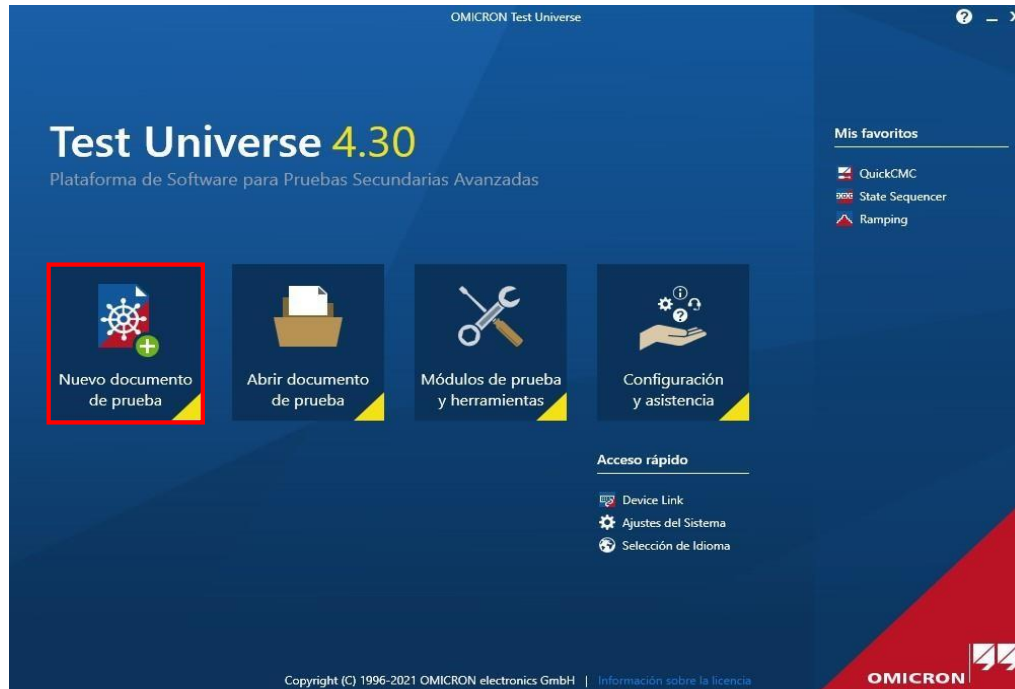 OMICRON Test Universe
Test Universe 4.30
Plataforma de Software para Pruebas Secundarias Avanzadas
Mis favoritos
QuickCMC
State Sequencer
Ramping
Nuevo documento
de prueba
Abrir documento
de prueba
Módulos de prueba
y herramientas
Configuración
y asistencia
Acceso rápido
Device Link
Ajustes del Sistema
Selección de Idioma
Copyright (C) 1996-2021 OMICRON electronics GmbH | Información sobre la licencia
OMICRON